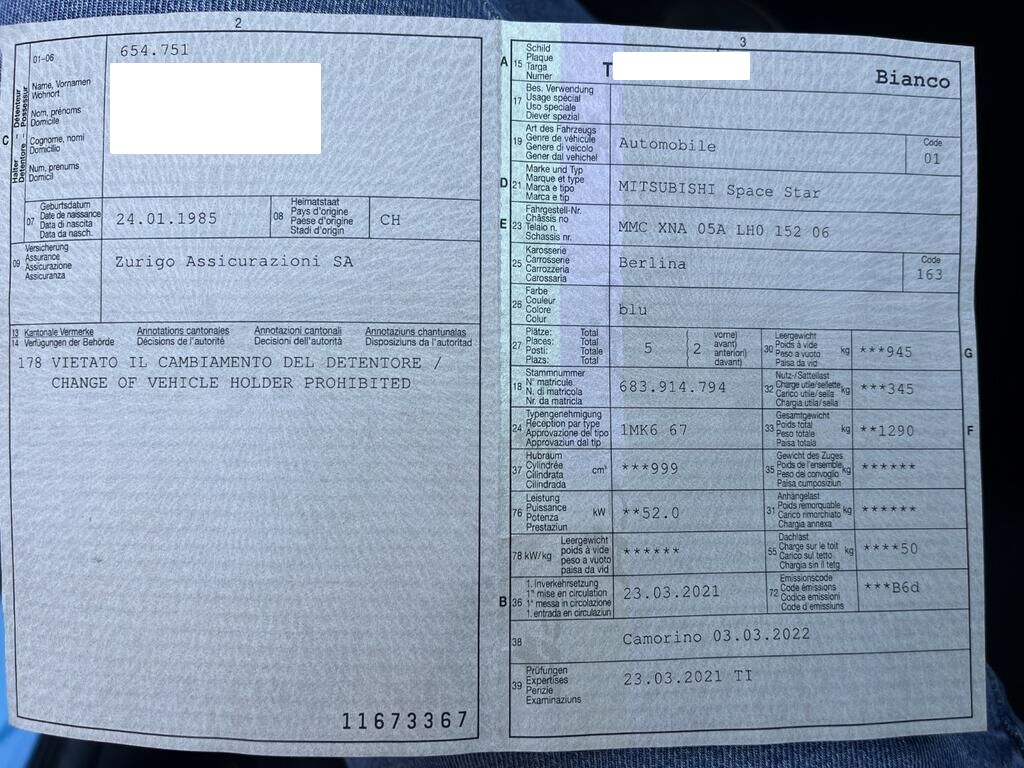 2
01-06
654.751
C
Halter – Détenteur
Detentore – Possessur
Name, Vornamen
Wohnort
Nom, prénoms
Domicile
Cognome, nomi
Domicilio
Num, prenums
Domicil
07
Geburtsdatum
Date de naissance
Data di nascita
Data da nasch.
24.01.1985
08
Heimatstaat
Pays d'origine
Paese d'origine
Stadi d'origin
CH
09
Versicherung
Assurance
Assicurazione
Assicuranza
Zurigo Assicurazioni SA
13 Kantonale Vermerke Annotations cantonales Annotazioni cantonali Annotaziuns chantunalas
14 Verfügungen der Behörde Décisions de l'autorité Decisioni dell'autorità Disposiziuns da l'autoritad
178 VIETATO IL CAMBIAMENTO DEL DETENTORE /
CHANGE OF VEHICLE HOLDER PROHIBITED
11673367
3
A 15
Schild
Plaque
Targa
Numer
T
Bianco
17
Bes. Verwendung
Usage spécial
Uso speciale
Diever spezial
19
Art des Fahrzeugs
Genre de véhicule
Genere di veicolo
Gener dal vehichel
Automobile
Code
01
D 21
Marke und Typ
Marque et type
Marca e tipo
Marca e tip
MITSUBISHI Space Star
E 23
Fahrgestell-Nr.
Châssis no
Telaio n.
Schassis nr.
MMC XNA 05A LH0 152 06
25
Karosserie
Carrosserie
Carrozzeria
Carossaria
Berlina
Code
163
26
Farbe
Couleur
Colore
Colur
blu
27
Plätze: Total
Places: Total
Posti: Totale
Plazs: Total
5 (2
vorne)
avant)
anteriori)
davant)
30
Leergewicht
Poids à vide
Peso a vuoto
Paisa da vid
kg
***945
G
18
Stammnummer
N° matricule
N. di matricola
Nr. da matricla
683.914.794
32
Nutz-/Sattellast
Charge utile/sellette
Carico utile/sella
Chargia utila/sella
kg
***345
24
Typengenehmigung
Réception par type
Approvazione del tipo
Approvaziun dal tip
1MK6 67
33
Gesamtgewicht
Poids total
Peso totale
Paisa totala
kg
**1290
F
37
Hubraum
Cylindrée
Cilindrata
Cilindrada
cm³
***999
35
Gewicht des Zuges
Poids de l'ensemble
Peso del convoglio
Paisa cumposiziun
kg
******
76
Leistung
Puissance
Potenza
Prestaziun
kW
**52.0
31
Anhängelast
Poids remorquable
Carico rimorchiato
Chargia annexa
kg
******
78 kW/kg
Leergewicht
poids à vide
peso a vuoto
paisa da vid
******
55
Dachlast
Charge sur le toit
Carico sul tetto
Chargia sin il tetg
kg
****50
B 36
1. Inverkehrsetzung
1re mise en circulation
1a messa in circolazione
1. entrada en circulaziun
23.03.2021
72
Emissionscode
Code émissions
Codice emissioni
Code d'emissiuns
***B6d
38
Camorino 03.03.2022
39
Prüfungen
Expertises
Perizie
Examinaziuns
23.03.2021 TI